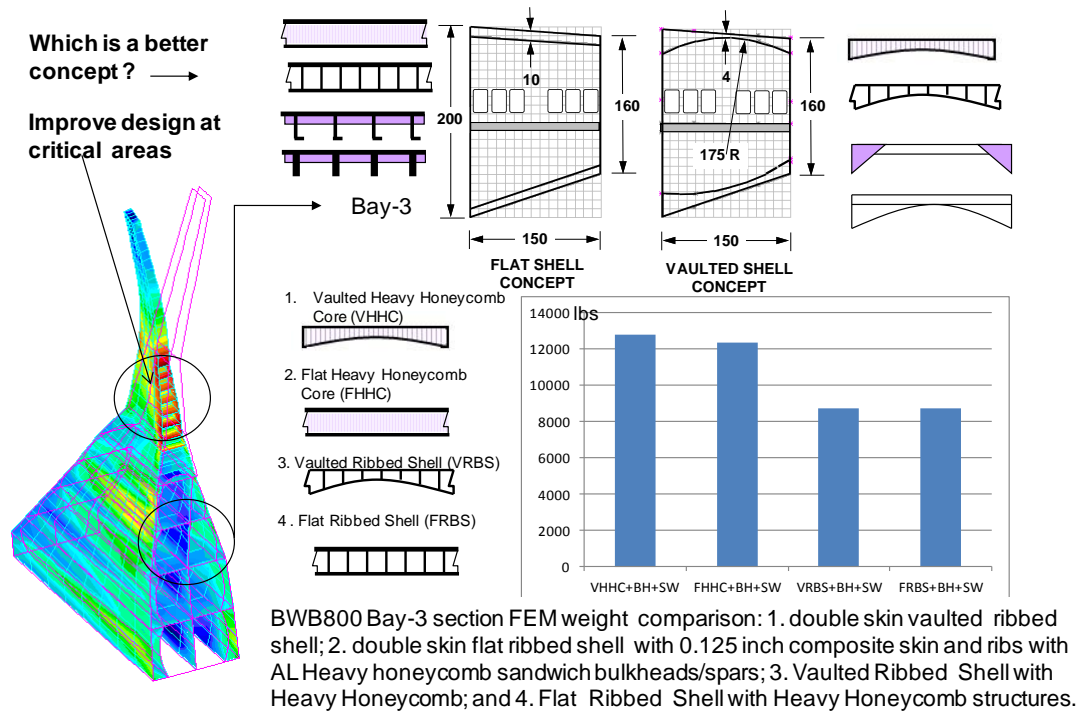 Which is a better
concept ?
Improve design at
critical areas
Bay-3
200
10
160
150
FLAT SHELL
CONCEPT
4
175 R
160
150
VAULTED SHELL
CONCEPT
1. Vaulted Heavy Honeycomb
Core (VHHC)
2. Flat Heavy Honeycomb
Core (FHHC)
3. Vaulted Ribbed Shell (VRBS)
4 . Flat Ribbed Shell (FRBS)
lbs
14000
12000
10000
8000
6000
4000
2000
0
VHHC+BH+SW FHHC+BH+SW VRBS+BH+SW FRBS+BH+SW
BWB800 Bay-3 section FEM weight comparison: 1. double skin vaulted ribbed
shell; 2. double skin flat ribbed shell with 0.125 inch composite skin and ribs with
AL Heavy honeycomb sandwich bulkheads/spars; 3. Vaulted Ribbed Shell with
Heavy Honeycomb; and 4. Flat Ribbed Shell with Heavy Honeycomb structures.